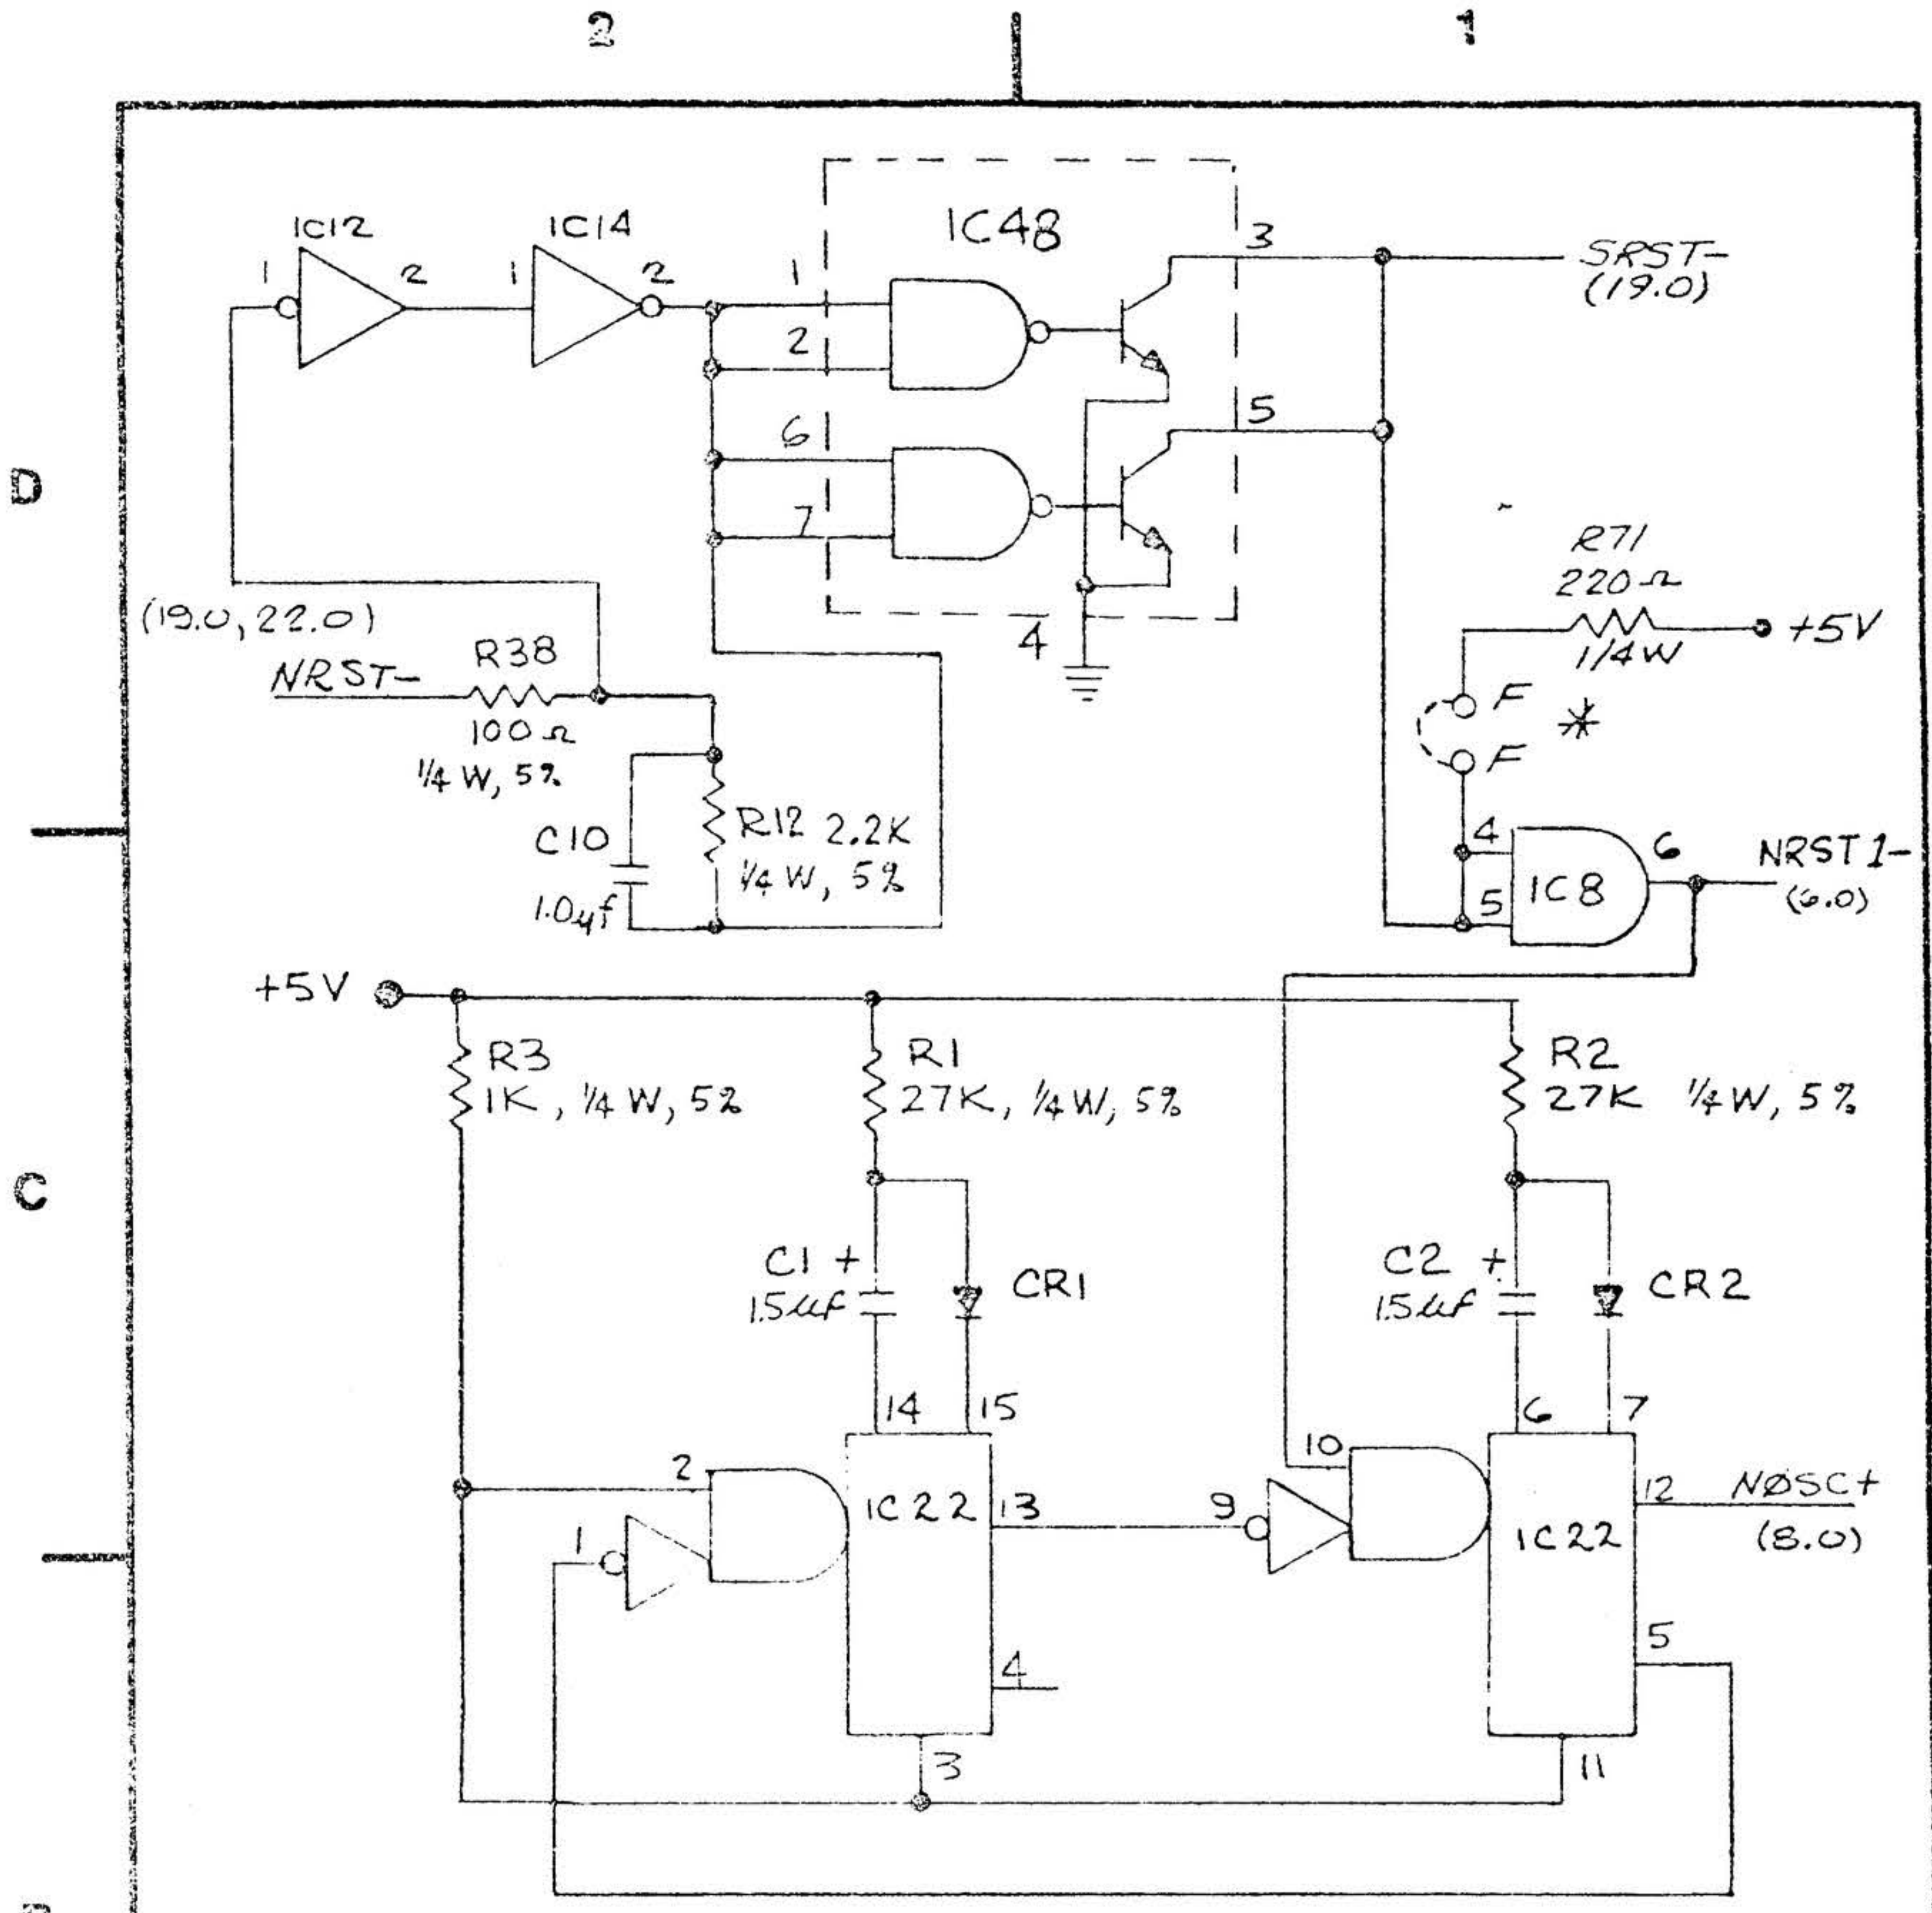 2
1
IC12
IC14
IC48
1
2
1
2
1
2
3
SRST-
(19.0)
6
5
7
4
D
R71
220Ω
1/4W
+5V
(19.0, 22.0)
NRST-
R38
100Ω
1/4 W, 5%
F
*
F
C10
1.0µf
R12 2.2K
1/4 W, 5%
4
5
IC8
6
NRST1-
(6.0)
+5V
R3
1K, 1/4 W, 5%
R1
27K, 1/4 W, 5%
R2
27K 1/4 W, 5%
C
C1 +
15µf
CR1
C2 +
15µf
CR2
14
15
6
7
2
1
IC22
13
9
10
IC22
12
NØSC+
(8.0)
4
5
3
11